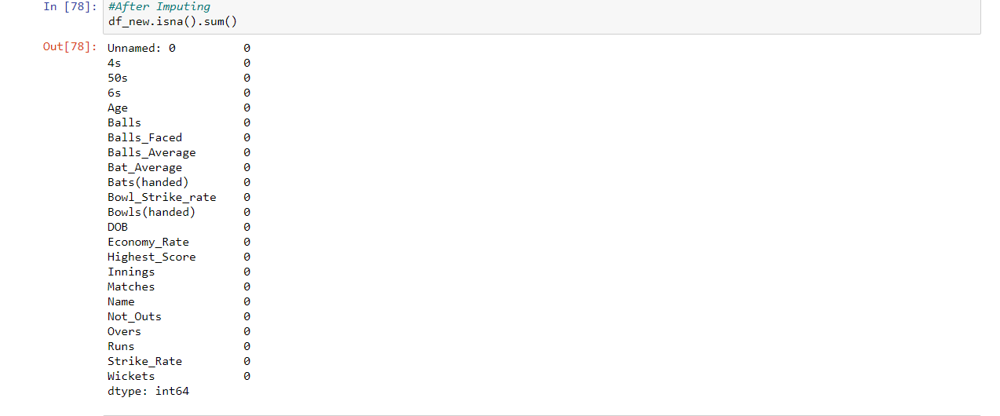 In [78]: #After Imputing
df_new.isna().sum()
Out[78]: Unnamed: 0 0
4s 0
50s 0
6s 0
Age 0
Balls 0
Balls_Faced 0
Balls_Average 0
Bat_Average 0
Bats(handed) 0
Bowl_Strike_rate 0
Bowls(handed) 0
DOB 0
Economy_Rate 0
Highest_Score 0
Innings 0
Matches 0
Name 0
Not_Outs 0
Overs 0
Runs 0
Strike_Rate 0
Wickets 0
dtype: int64